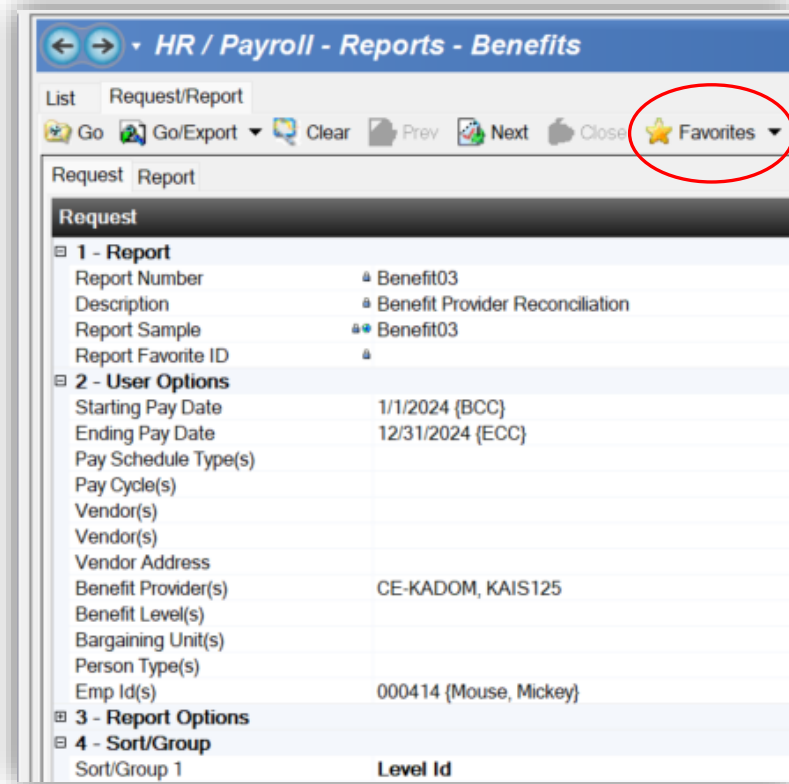 HR / Payroll - Reports - Benefits
List Request/Report
Go Go/Export Clear Prev Next Close Favorites
Request Report
Request
1 - Report
Report Number Benefit03
Description Benefit Provider Reconciliation
Report Sample Benefit03
Report Favorite ID
2 - User Options
Starting Pay Date 1/1/2024 {BCC}
Ending Pay Date 12/31/2024 {ECC}
Pay Schedule Type(s)
Pay Cycle(s)
Vendor(s)
Vendor(s)
Vendor Address
Benefit Provider(s) CE-KADOM, KAIS125
Benefit Level(s)
Bargaining Unit(s)
Person Type(s)
Emp Id(s) 000414 {Mouse, Mickey}
3 - Report Options
4 - Sort/Group
Sort/Group 1 Level Id